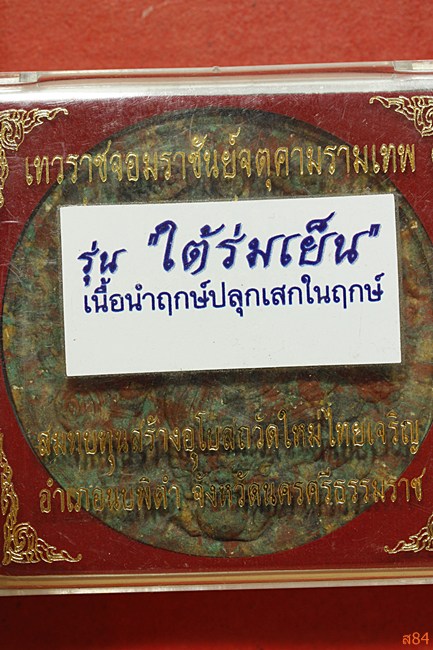 เทวราชจอมราชันย์จตุคามรามเทพ
รุ่น "ใต้ร่มเย็น"
เนื้อนำฤกษ์ปลุกเสกในฤกษ์
สมทบทุนสร้างอุโบสถวัดใหม่ไทยเจริญ
อำเภอนบพิตำ จังหวัดนครศรีธรรมราช
ส84